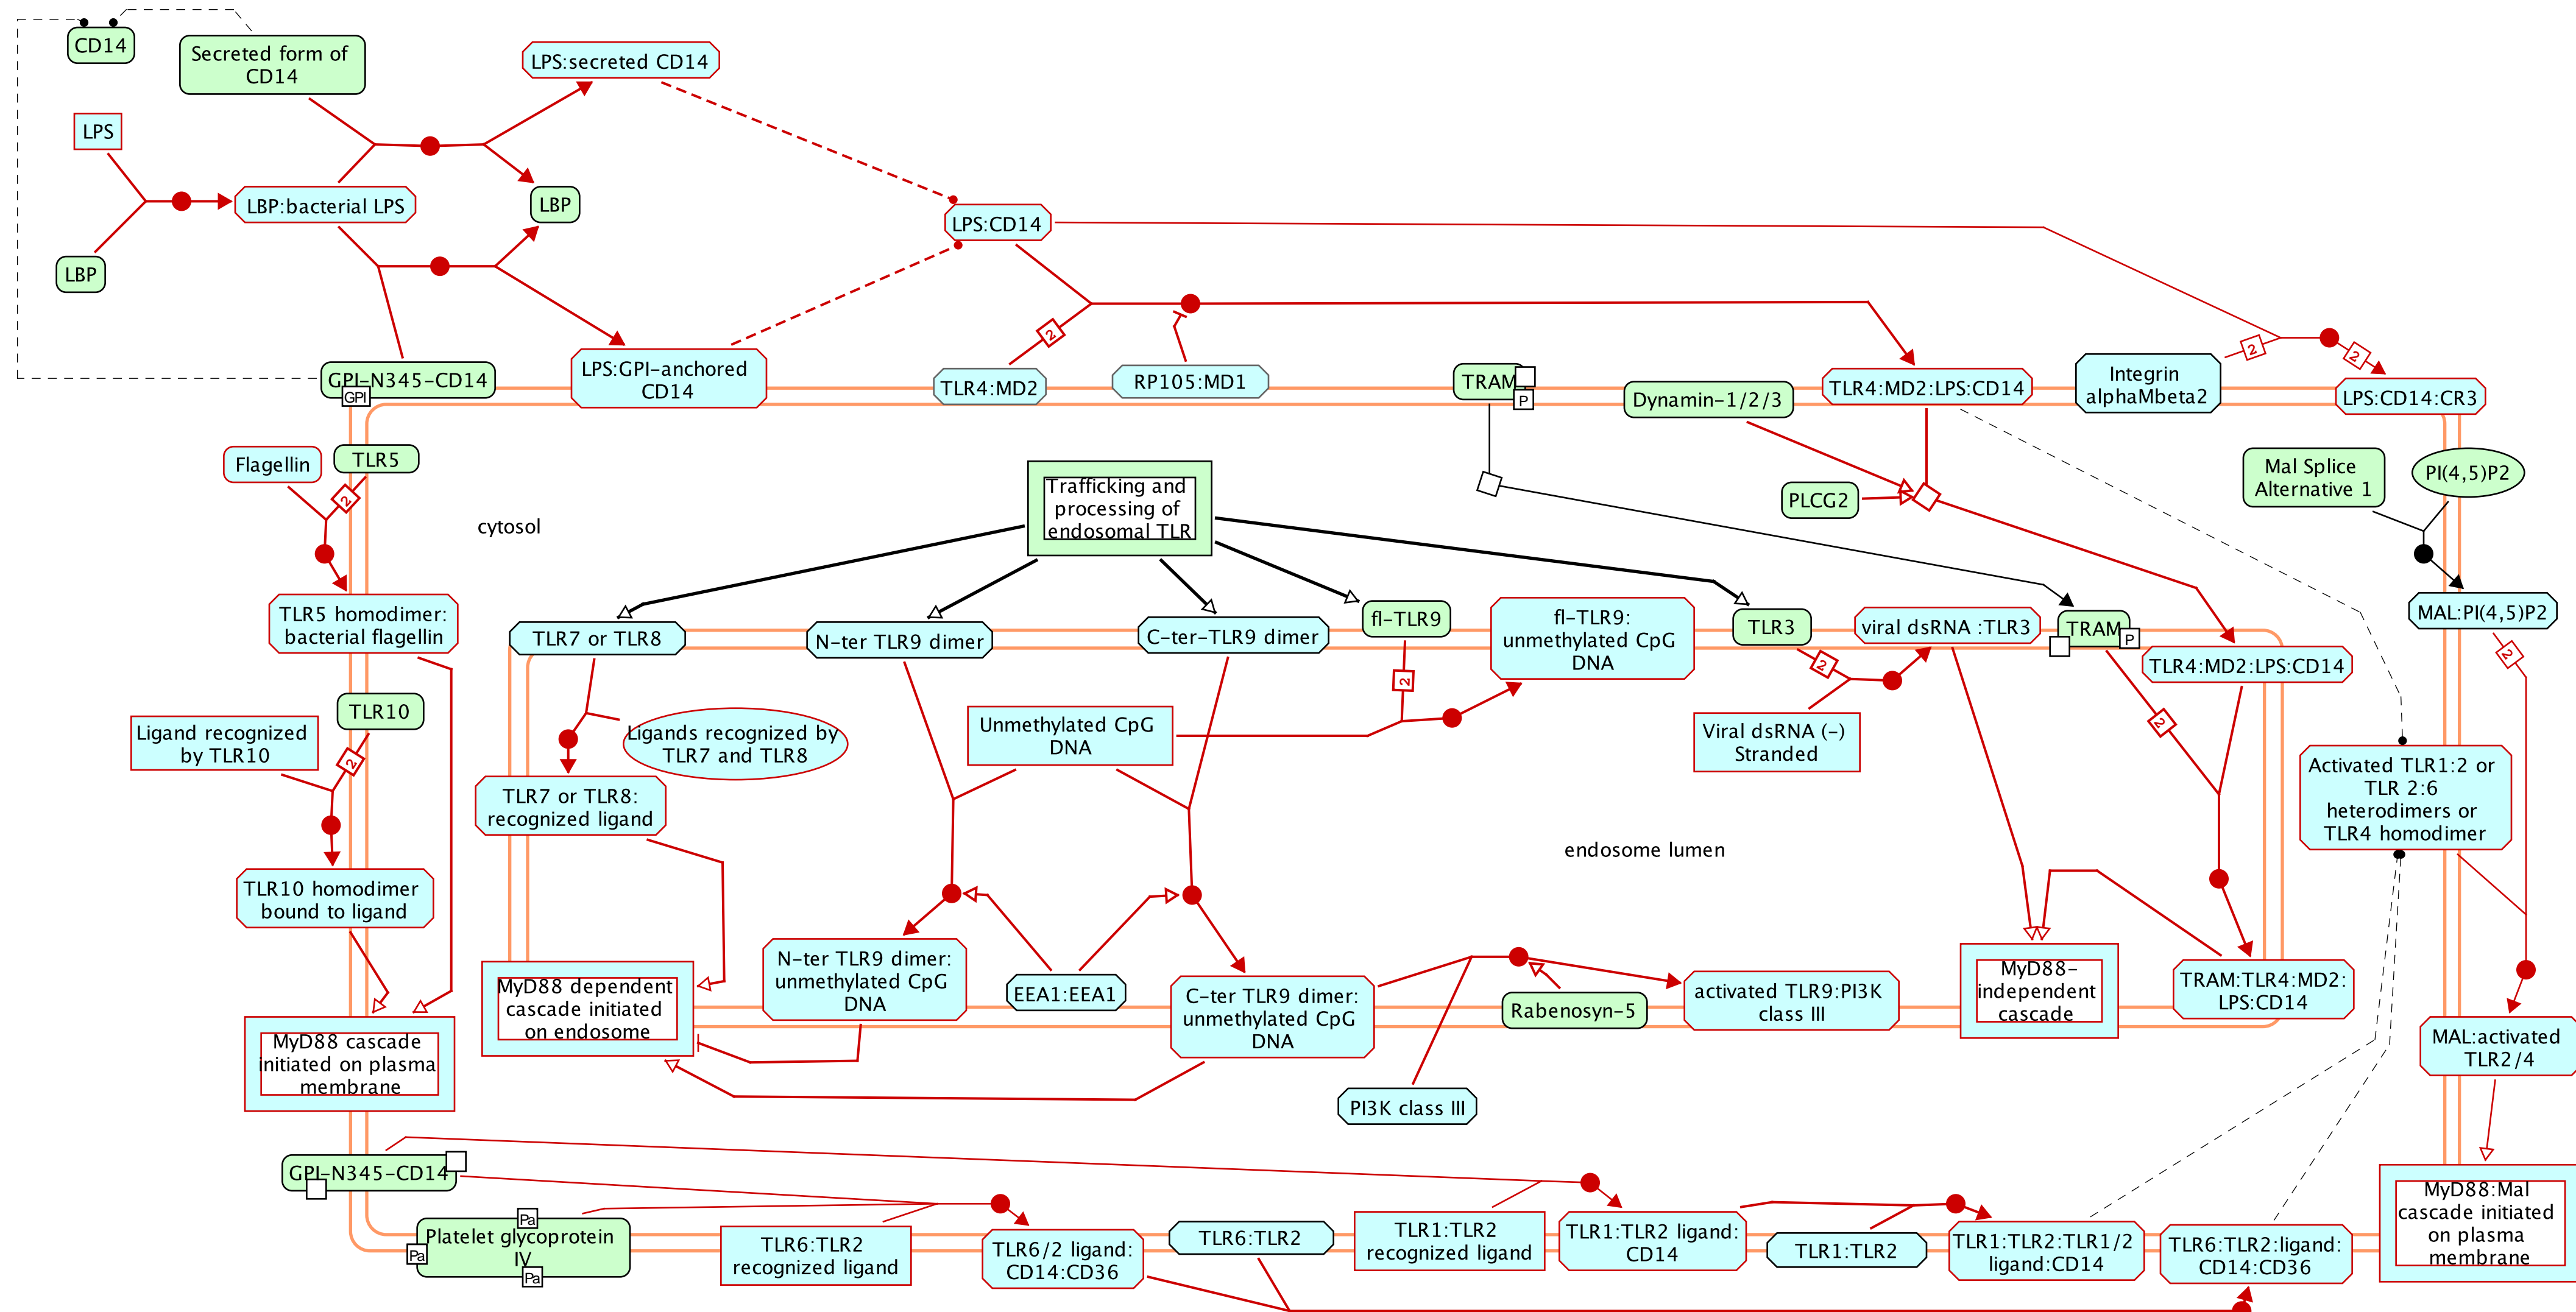 CD14
Secreted form of
CD14
LPS:secreted CD14
LPS
LBP:bacterial LPS
LBP
LBP
LPS:CD14
GPI-N345-CD14
GPI
LPS:GPI-anchored
CD14
2
TLR4:MD2
RP105:MD1
TRAM
P
Dynamin-1/2/3
TLR4:MD2:LPS:CD14
Integrin
alphaMbeta2
2
2
LPS:CD14:CR3
Flagellin
TLR5
2
cytosol
Trafficking and
processing of
endosomal TLR
PLCG2
Mal Splice
Alternative 1
PI(4,5)P2
TLR5 homodimer:
bacterial flagellin
TLR7 or TLR8
N-ter TLR9 dimer
C-ter-TLR9 dimer
fl-TLR9
fl-TLR9:
unmethylated CpG
DNA
TLR3
viral dsRNA :TLR3
TRAM
P
MAL:PI(4,5)P2
2
2
2
TLR4:MD2:LPS:CD14
TLR10
Ligand recognized
by TLR10
2
Ligands recognized by
TLR7 and TLR8
Unmethylated CpG
DNA
Viral dsRNA (-)
Stranded
2
TLR7 or TLR8:
recognized ligand
Activated TLR1:2 or
TLR 2:6
heterodimers or
TLR4 homodimer
endosome lumen
TLR10 homodimer
bound to ligand
MyD88 dependent
cascade initiated
on endosome
N-ter TLR9 dimer:
unmethylated CpG
DNA
EEA1:EEA1
C-ter TLR9 dimer:
unmethylated CpG
DNA
Rabenosyn-5
activated TLR9:PI3K
class III
MyD88-
independent
cascade
TRAM:TLR4:MD2:
LPS:CD14
MyD88 cascade
initiated on plasma
membrane
PI3K class III
MAL:activated
TLR2/4
GPI-N345-CD14
Pa
Platelet glycoprotein
IV
Pa
Pa
TLR6:TLR2
recognized ligand
TLR6/2 ligand:
CD14:CD36
TLR6:TLR2
TLR1:TLR2
recognized ligand
TLR1:TLR2 ligand:
CD14
TLR1:TLR2
TLR1:TLR2:TLR1/2
ligand:CD14
TLR6:TLR2:ligand:
CD14:CD36
MyD88:Mal
cascade initiated
on plasma
membrane